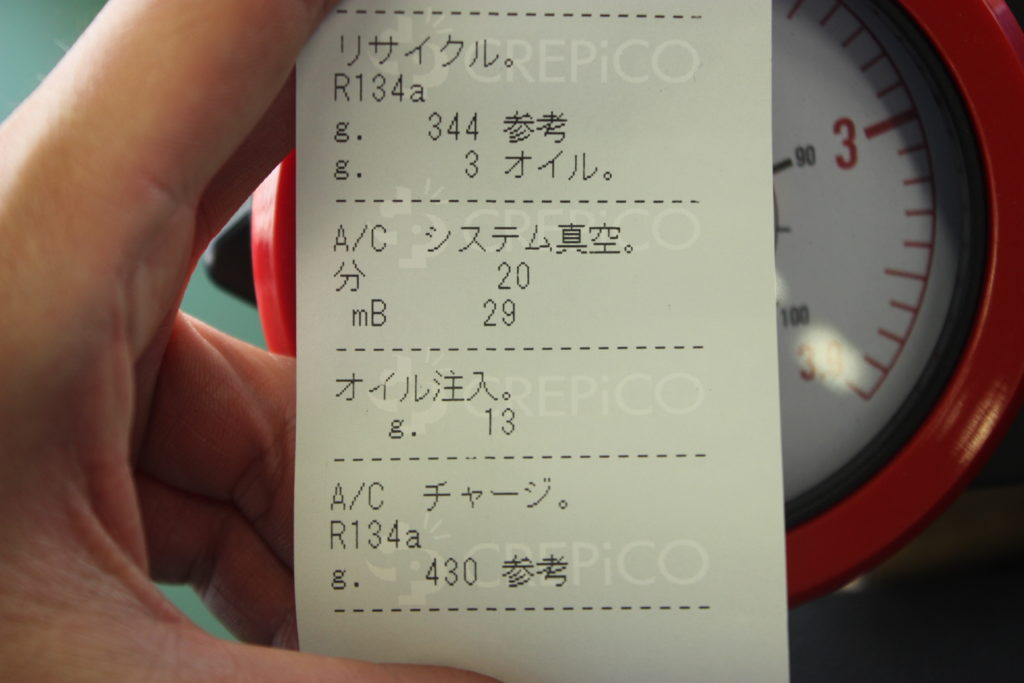 リサイクル。
R134a
g. 344 参考
g. 3 オイル。
A/C システム真空。
分 20
mB 29
オイル注入。
g. 13
A/C チャージ。
R134a
g. 430 参考
CREPiCO
CREPiCO
CREPiCO
CREPiCO
90
3
100